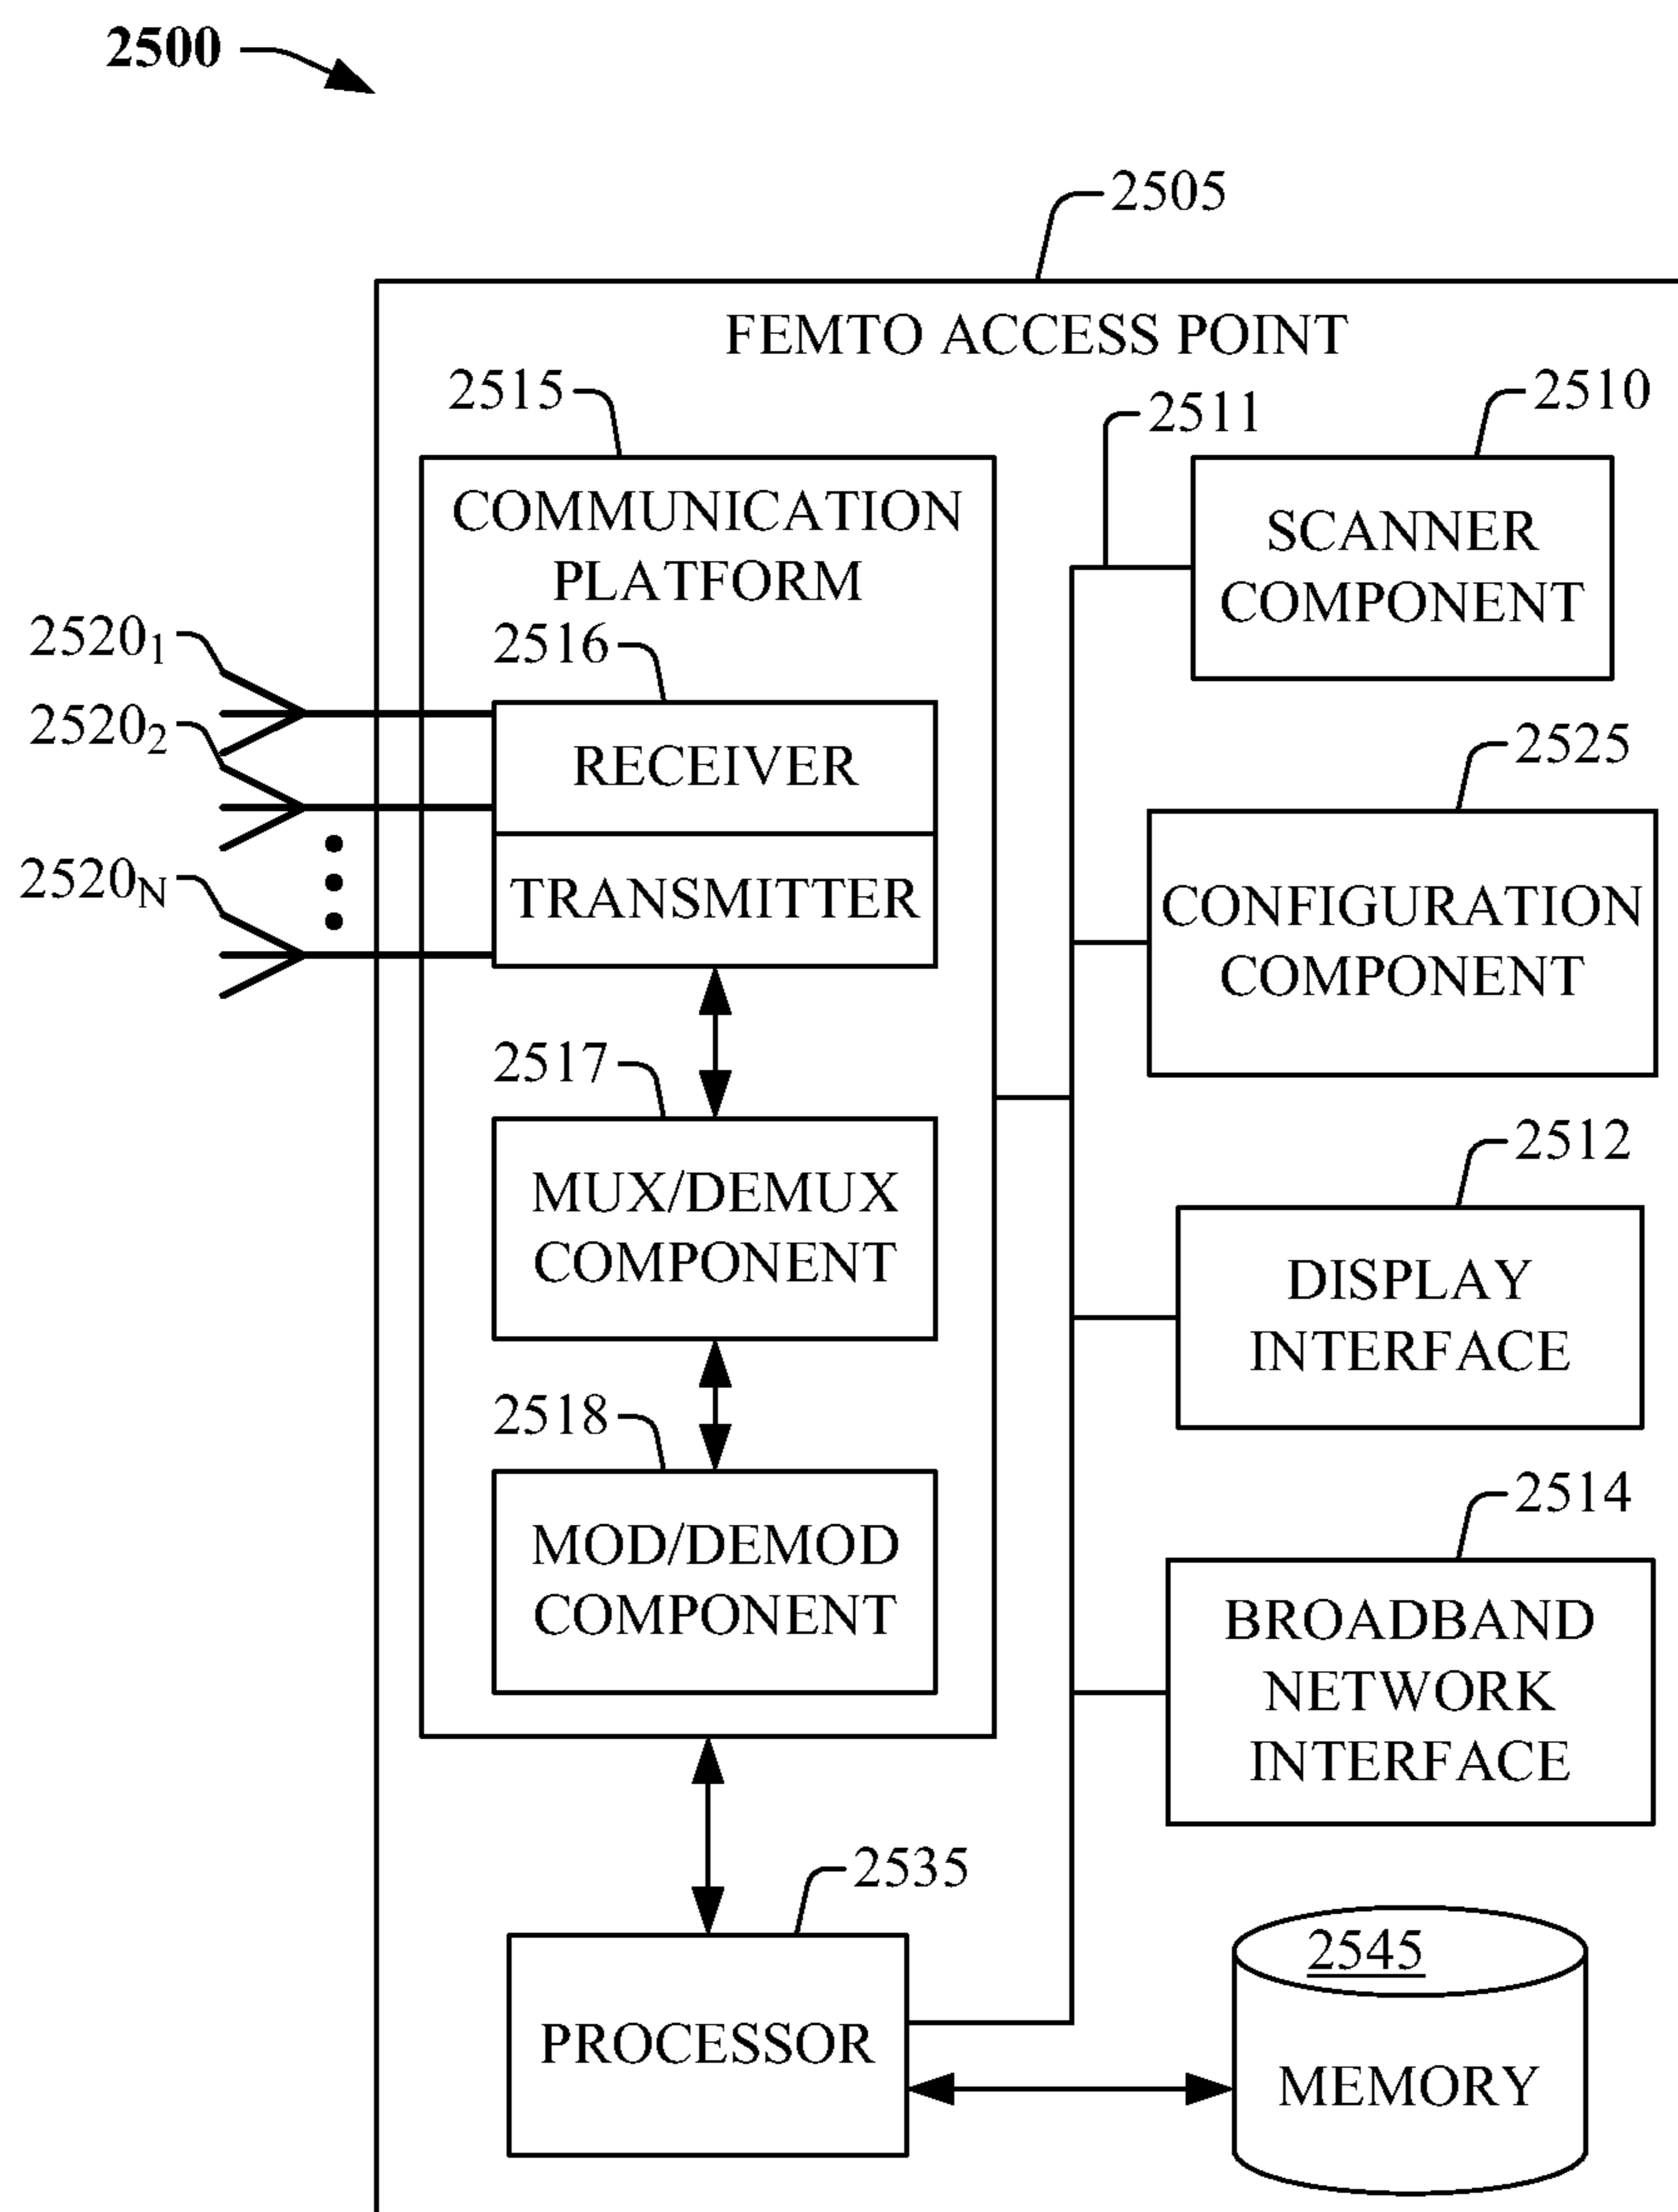 2500
2505
FEMTO ACCESS POINT
2515
2511
2510
COMMUNICATION
PLATFORM
SCANNER
COMPONENT
2520₁
2516
2520₂
RECEIVER
2525
2520N
TRANSMITTER
CONFIGURATION
COMPONENT
2517
MUX/DEMUX
COMPONENT
2512
DISPLAY
INTERFACE
2518
MOD/DEMOD
COMPONENT
2514
BROADBAND
NETWORK
INTERFACE
2535
PROCESSOR
2545
MEMORY